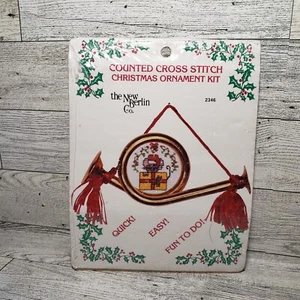 COUNTED CROSS STITCH
CHRISTMAS ORNAMENT KIT
the New
Berlin
Co.
2346
QUICK!
EASY!
FUN TO DO!